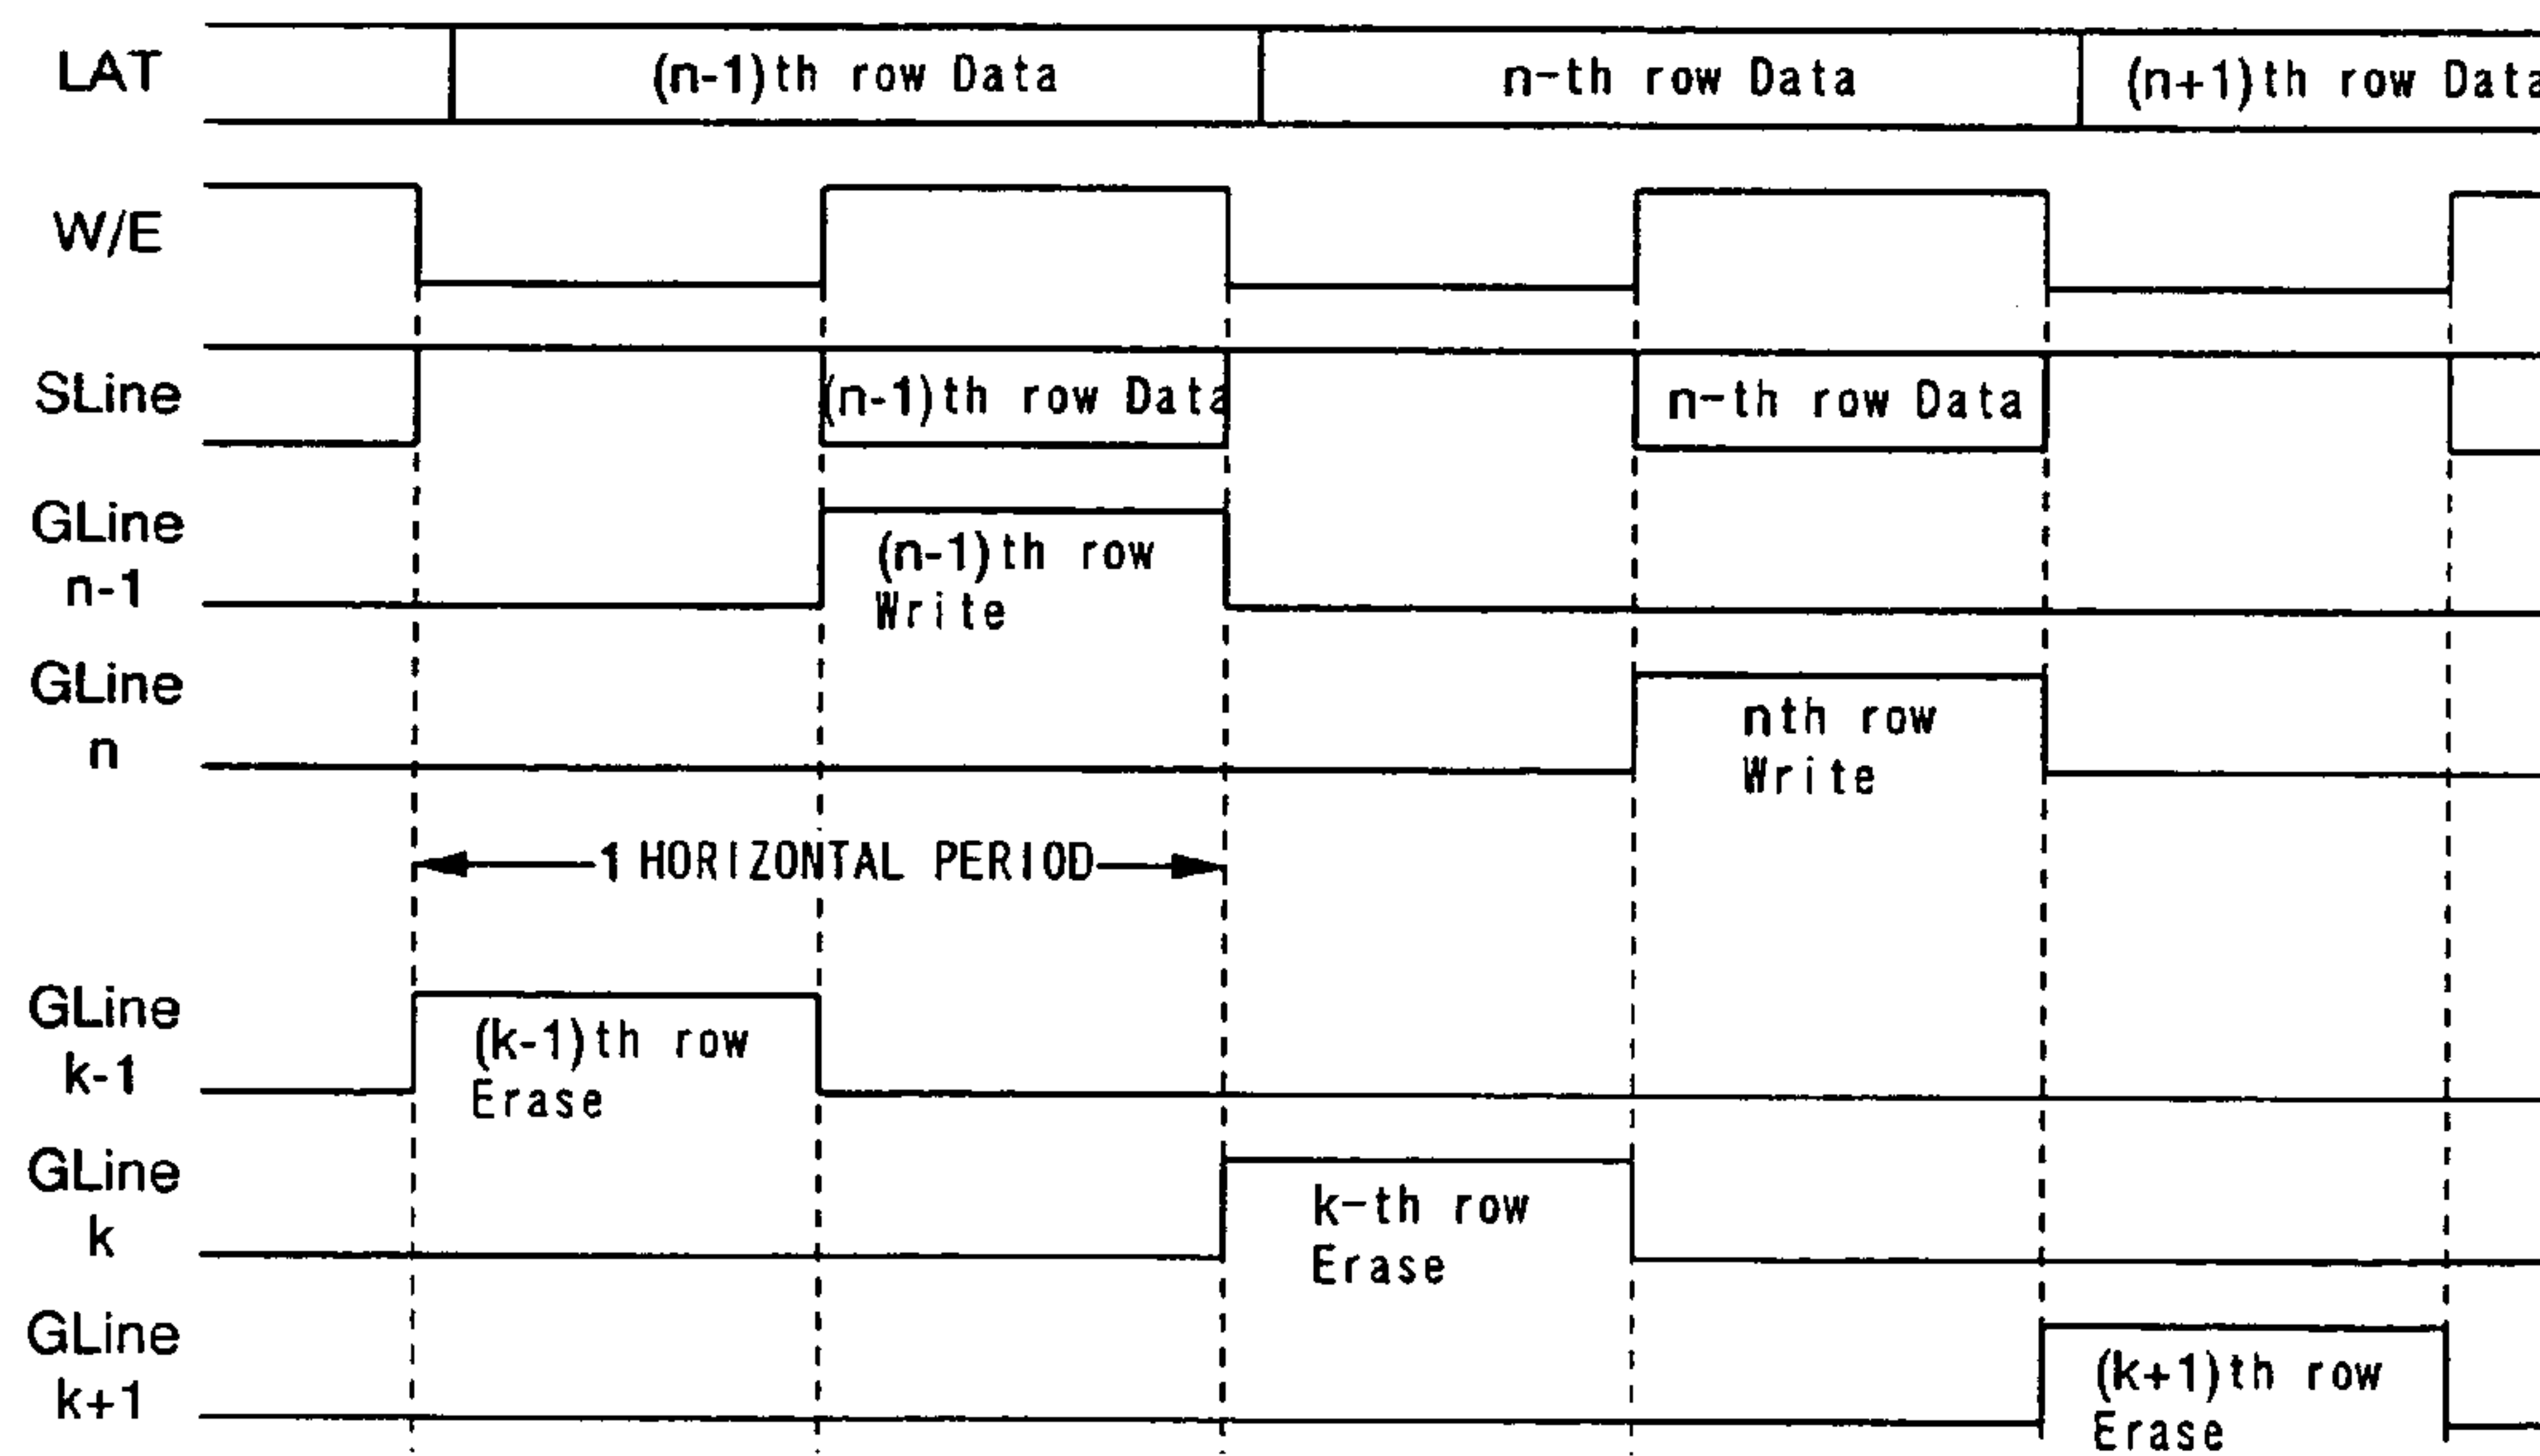 LAT
(n-1)th row Data
n-th row Data
(n+1)th row Data
W/E
SLine
(n-1)th row Data
n-th row Data
GLine
n-1
(n-1)th row
Write
GLine
n
nth row
Write
1 HORIZONTAL PERIOD
GLine
k-1
(k-1)th row
Erase
GLine
k
k-th row
Erase
GLine
k+1
(k+1)th row
Erase